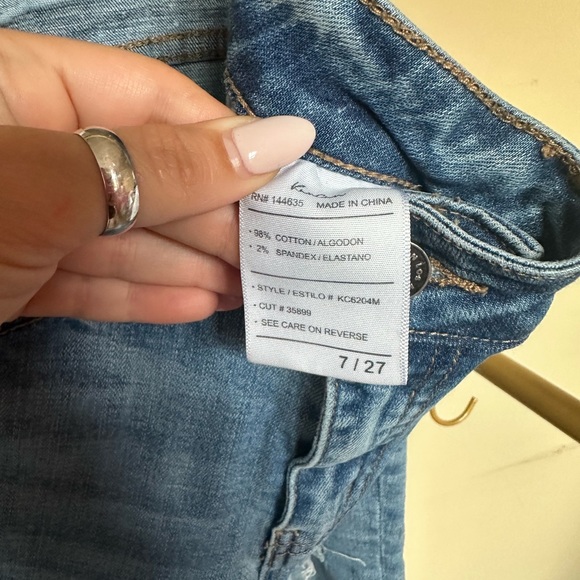 RN# 144635 MADE IN CHINA
• 98% COTTON / ALGODON
• 2% SPANDEX / ELASTANO
• STYLE / ESTILO # KC6204M
• CUT # 35899
• SEE CARE ON REVERSE
7 / 27